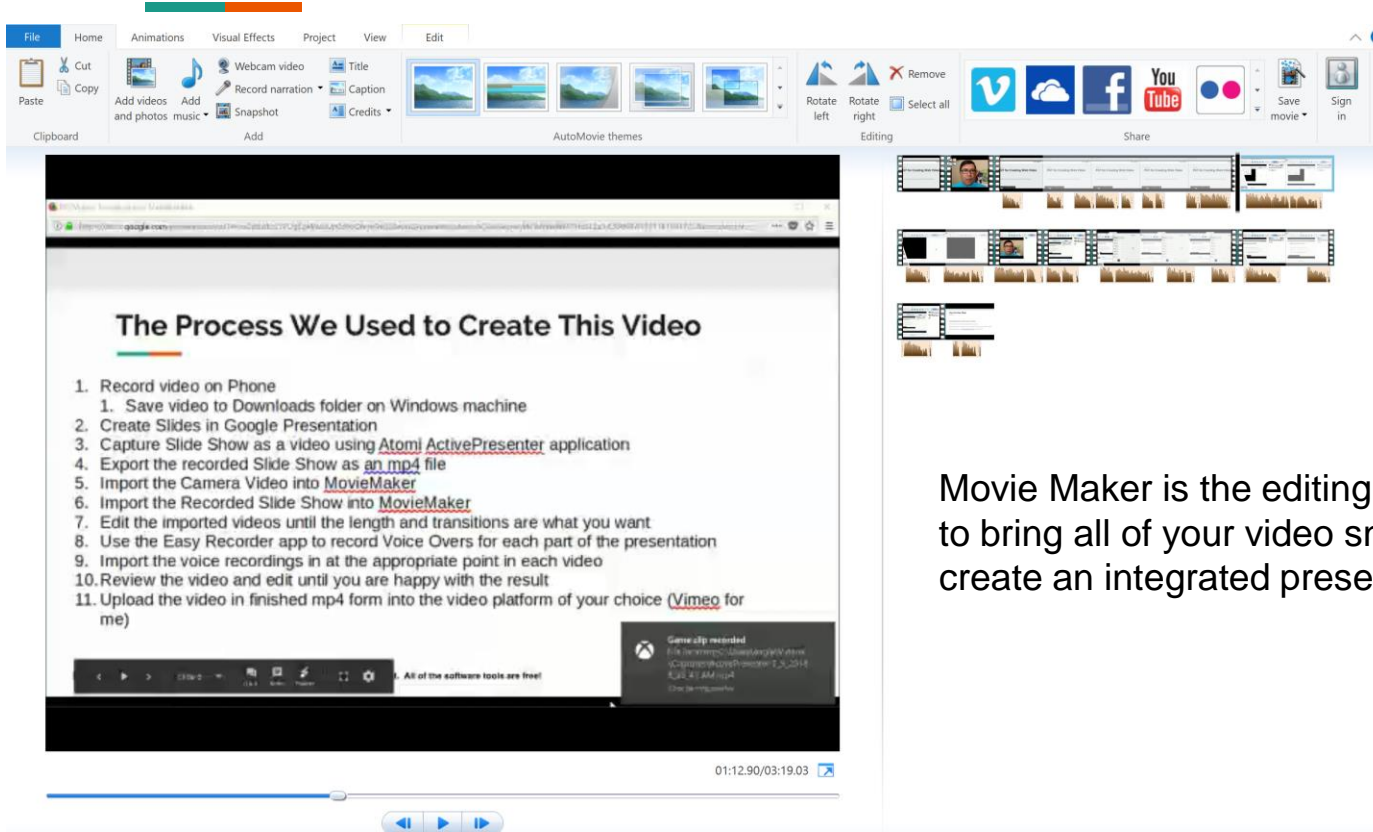 File Home Animations Visual Effects Project View Edit
Paste
Cut
Copy
Clipboard
Add videos and photos
Add music
Webcam video
Record narration
Snapshot
Title
Caption
Credits
Add
AutoMovie themes
Rotate left
Rotate right
Remove
Select all
Editing
You
Tube
Share
Save movie
Sign in
google.com
The Process We Used to Create This Video
1. Record video on Phone
1. Save video to Downloads folder on Windows machine
2. Create Slides in Google Presentation
3. Capture Slide Show as a video using Atomi ActivePresenter application
4. Export the recorded Slide Show as an mp4 file
5. Import the Camera Video into MovieMaker
6. Import the Recorded Slide Show into MovieMaker
7. Edit the imported videos until the length and transitions are what you want
8. Use the Easy Recorder app to record Voice Overs for each part of the presentation
9. Import the voice recordings in at the appropriate point in each video
10. Review the video and edit until you are happy with the result
11. Upload the video in finished mp4 form into the video platform of your choice (Vimeo for
me)
Game clip recorded
All of the software tools are free!
01:12.90/03:19.03
Movie Maker is the editing
to bring all of your video
create an integrated